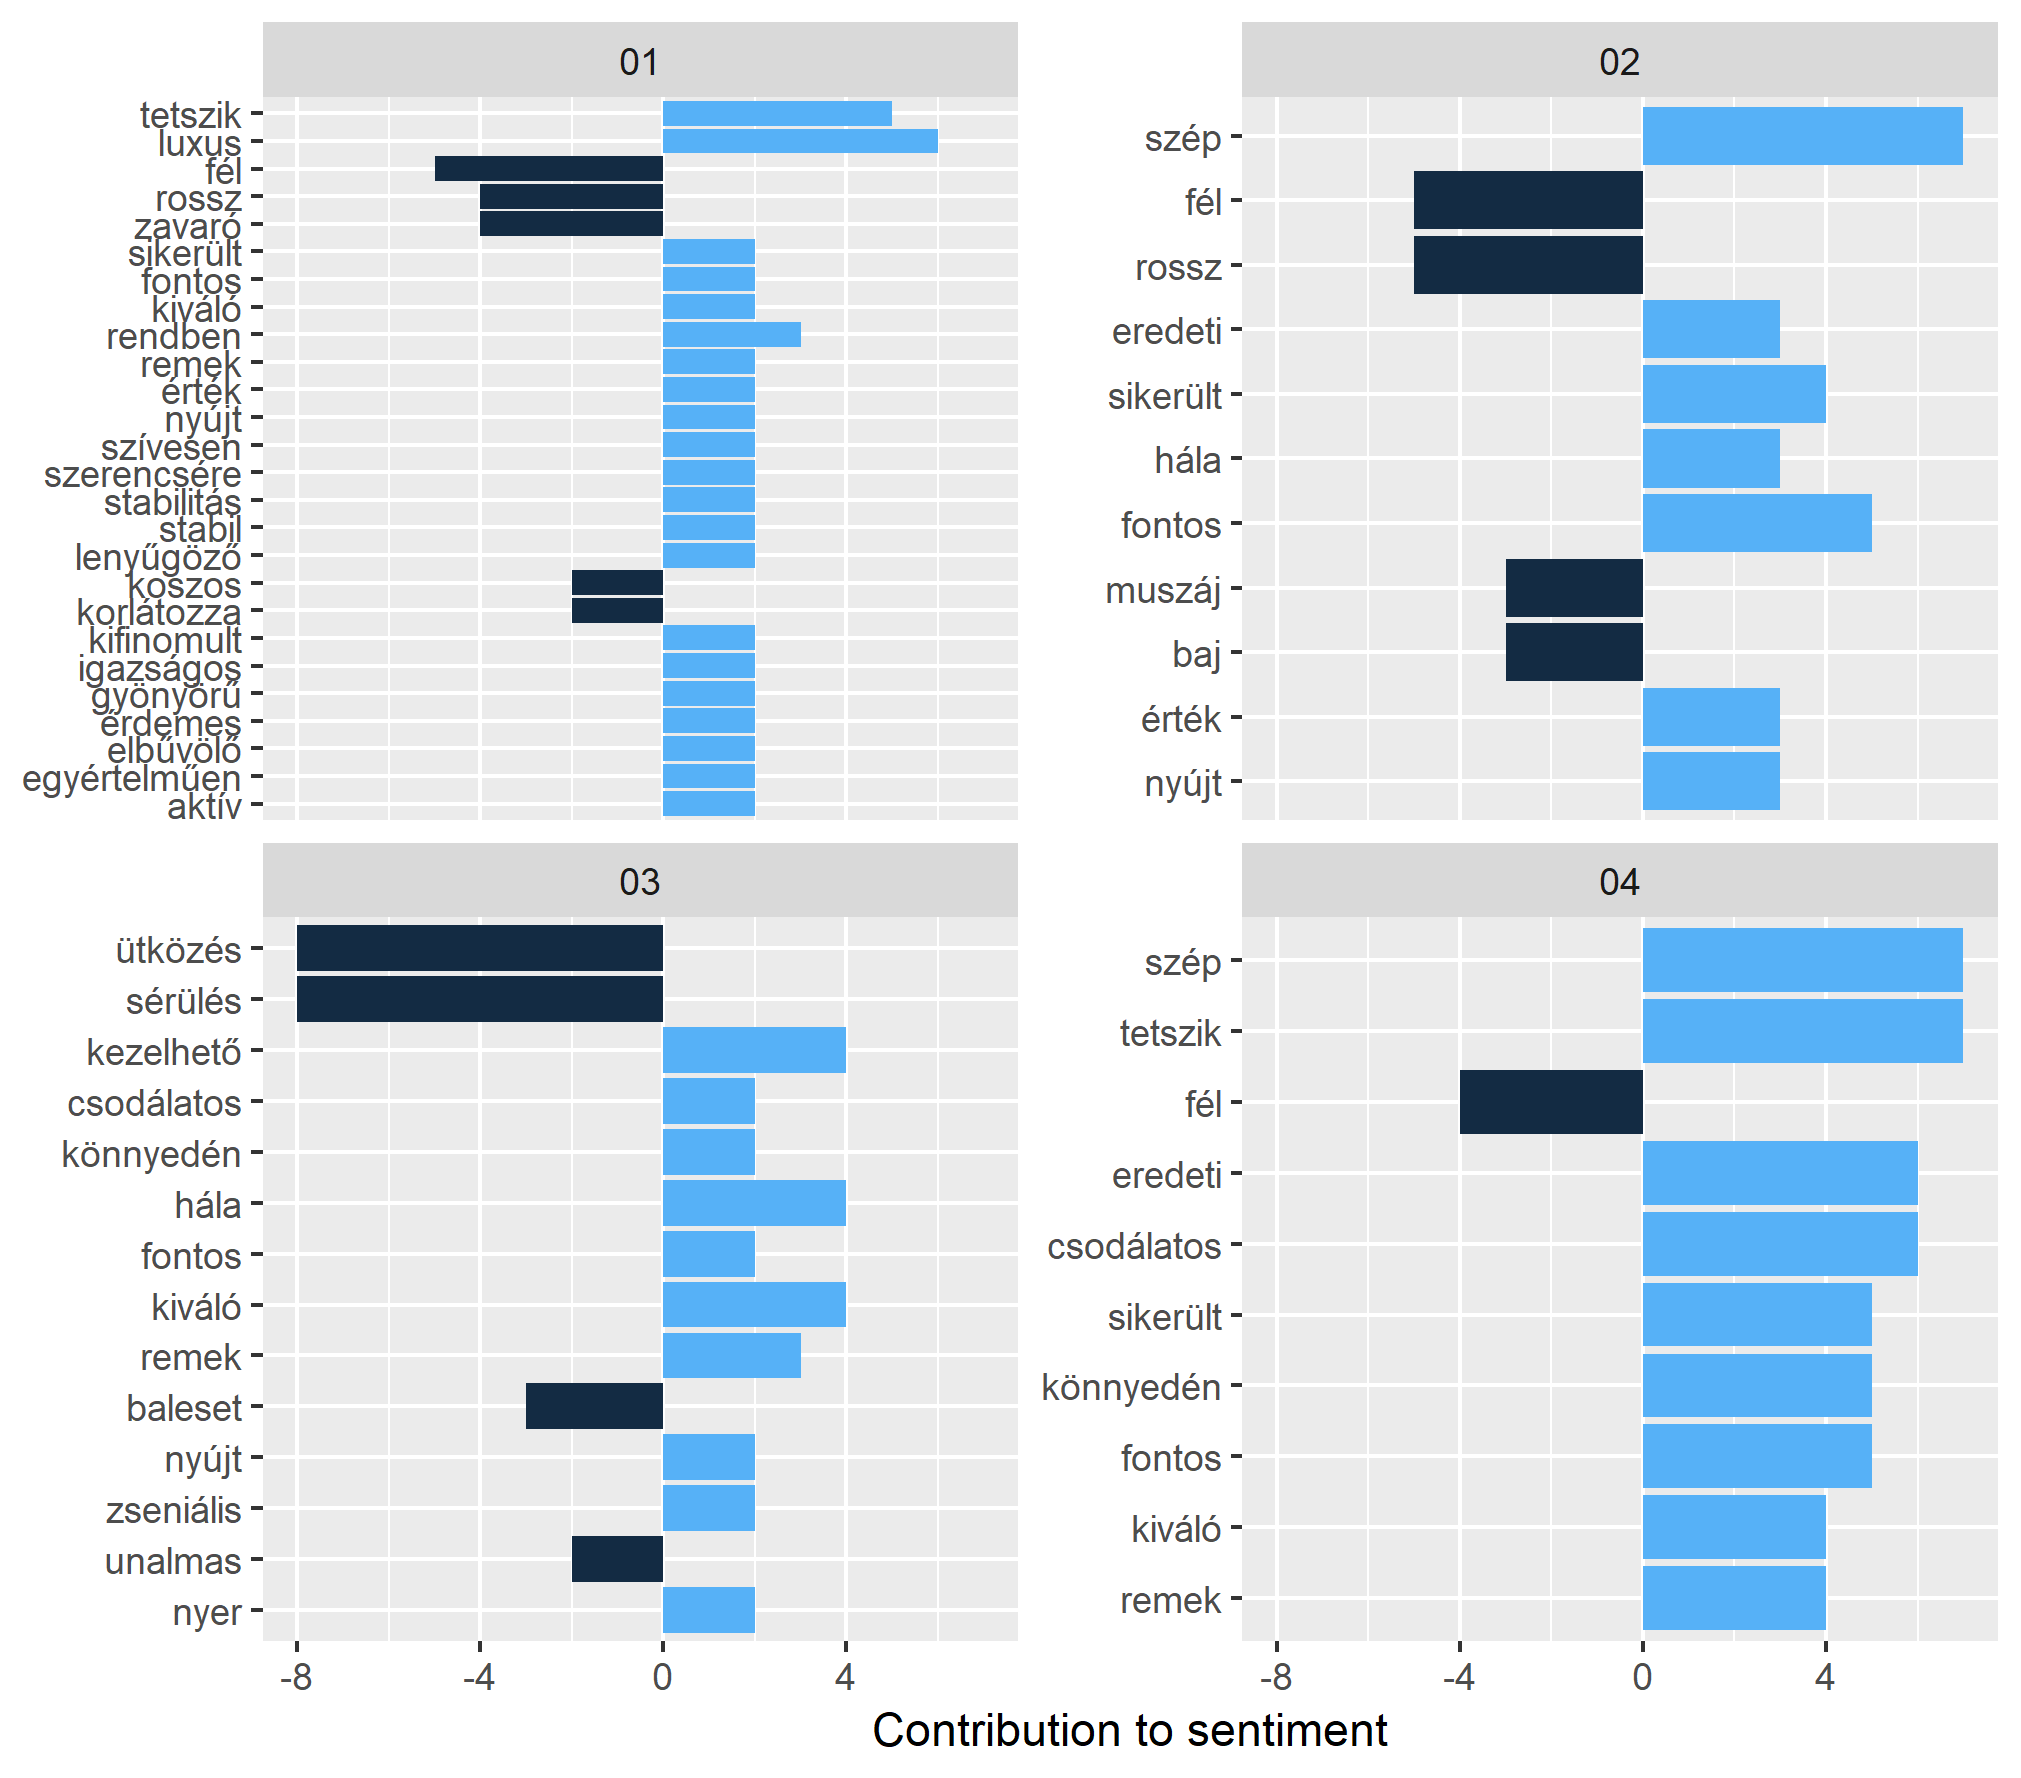 01
tetszik
luxus
fél
rossz
zavaró
sikerült
fontos
kiváló
rendben
remek
érték
nyújt
szívesen
szerencsére
stabilitás
stabil
lenyűgöző
koszos
korlátozza
kifinomult
igazságos
gyönyörű
érdemes
elbűvölő
egyértelműen
aktív
02
szép
fél
rossz
eredeti
sikerült
hála
fontos
muszáj
baj
érték
nyújt
03
ütközés
sérülés
kezelhető
csodálatos
könnyedén
hála
fontos
kiváló
remek
baleset
nyújt
zseniális
unalmas
nyer
-8 -4 0 4
04
szép
tetszik
fél
eredeti
csodálatos
sikerült
könnyedén
fontos
kiváló
remek
-8 -4 0 4
Contribution to sentiment